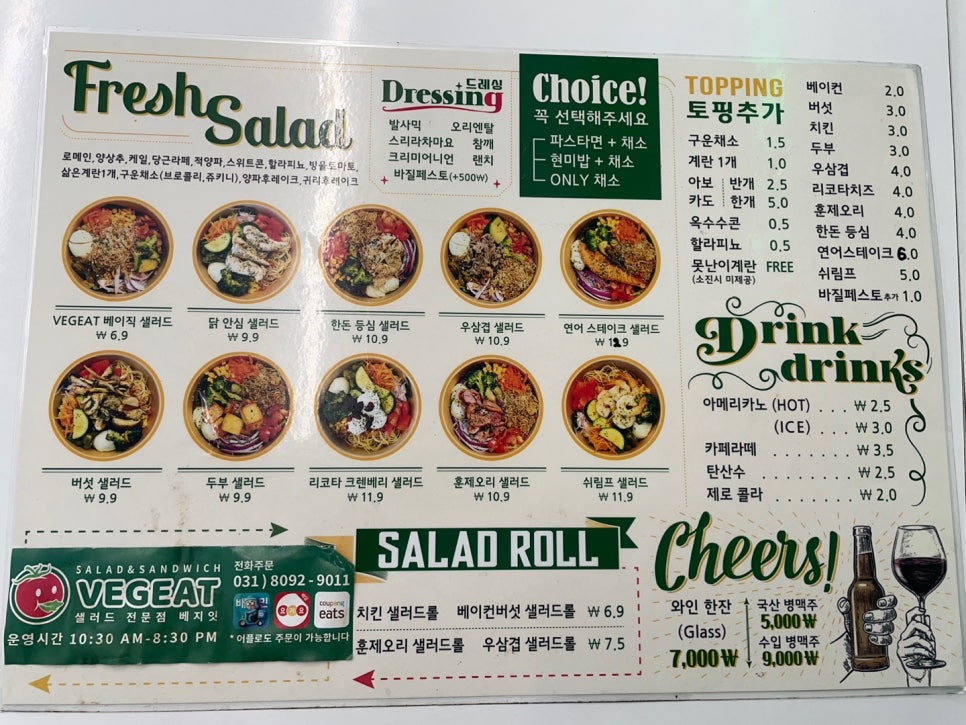 Fresh Salad
로메인,양상추,케일,당근라페,적양파,스위트콘,할라피뇨,방울토마토,
삶은계란1개,구운채소(브로콜리,쥬키니),양파후레이크,귀리후레이크
드레싱
Dressing
발사믹 오리엔탈
스리라차마요 참깨
크리미어니언 랜치
바질페스토(+500₩)
Choice!
꼭 선택해주세요
파스타면 + 채소
현미밥 + 채소
ONLY 채소
VEGEAT 베이직 샐러드
₩ 6.9
닭 안심 샐러드
₩ 9.9
한돈 등심 샐러드
₩ 10.9
우삼겹 샐러드
₩ 10.9
연어 스테이크 샐러드
₩ 12.9
버섯 샐러드
₩ 9.9
두부 샐러드
₩ 9.9
리코타 크렌베리 샐러드
₩ 11.9
훈제오리 샐러드
₩ 10.9
쉬림프 샐러드
₩ 11.9
TOPPING
토핑추가
구운채소 1.5
계란 1개 1.0
아보카도 반개 2.5
한개 5.0
옥수수콘 0.5
할라피뇨 0.5
못난이계란 FREE
(소진시 미제공)
베이컨 2.0
버섯 3.0
치킨 3.0
두부 3.0
우삼겹 4.0
리코타치즈 4.0
훈제오리 4.0
한돈 등심 4.0
연어스테이크 6.0
쉬림프 5.0
바질페스토추가 1.0
Drink drinks
아메리카노 (HOT) . . . . ₩ 2.5
(ICE) . . . . ₩ 3.0
카페라떼 . . . . . . . ₩ 3.5
탄산수 . . . . . . . . ₩ 2.5
제로 콜라 . . . . . . . ₩ 2.0
SALAD&SANDWICH
VEGEAT
샐러드 전문점 베지잇
운영시간 10:30 AM-8:30 PM
전화주문
031) 8092-9011
요기요
coupang
eats
* 어플로도 주문이 가능합니다
SALAD ROLL
치킨 샐러드롤 베이컨버섯 샐러드롤 ₩ 6.9
훈제오리 샐러드롤 우삼겹 샐러드롤 ₩ 7.5
Cheers!
와인 한잔
(Glass)
7,000₩
국산 병맥주
5,000₩
수입 병맥주
9,000₩